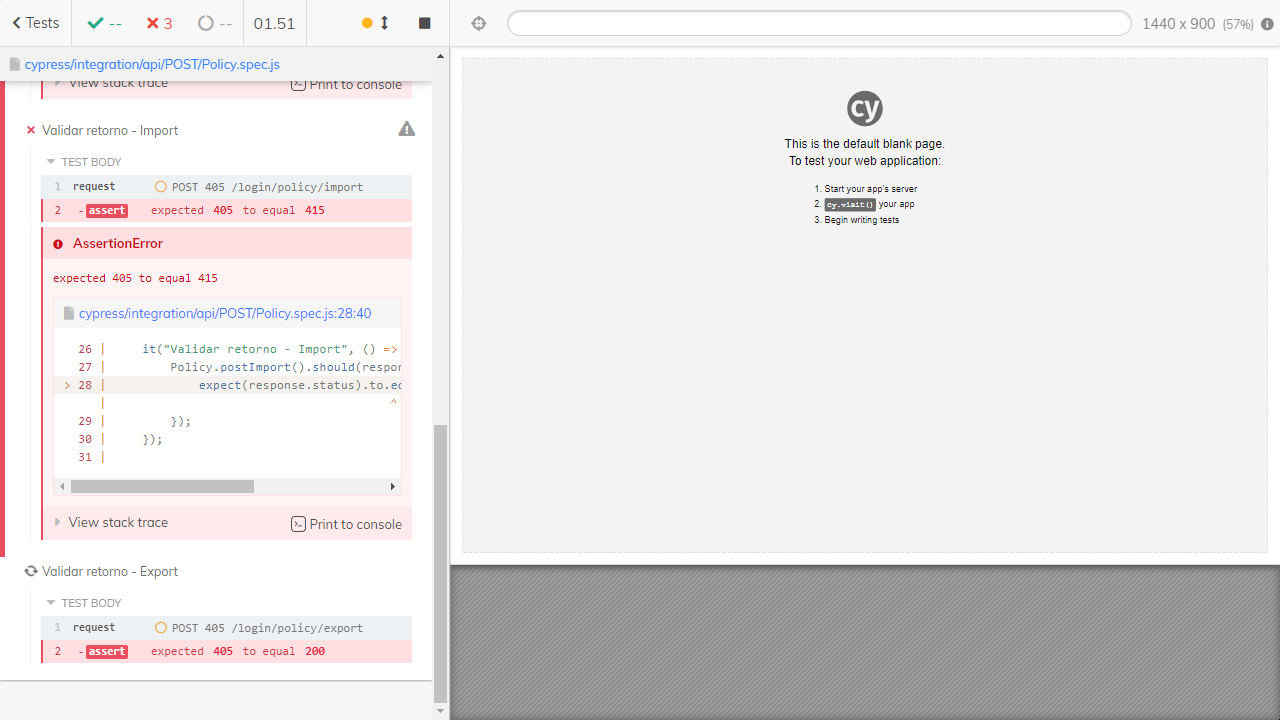 Tests -- 3 -- 01.51 1440 x 900 (57%)
cypress/integration/api/POST/Policy.spec.js
View stack trace Print to console
Validar retorno - Import
TEST BODY
1 request POST 405 /login/policy/import
2 -assert expected 405 to equal 415
AssertionError
expected 405 to equal 415
cypress/integration/api/POST/Policy.spec.js:28:40
26 | it("Validar retorno - Import", () =>
27 | Policy.postImport().should(respon
> 28 | expect(response.status).to.eq
| ^
29 | });
30 | });
31 |
View stack trace Print to console
Validar retorno - Export
TEST BODY
1 request POST 405 /login/policy/export
2 -assert expected 405 to equal 200
cy
This is the default blank page.
To test your web application:
1. Start your app's server
2. cy.visit() your app
3. Begin writing tests